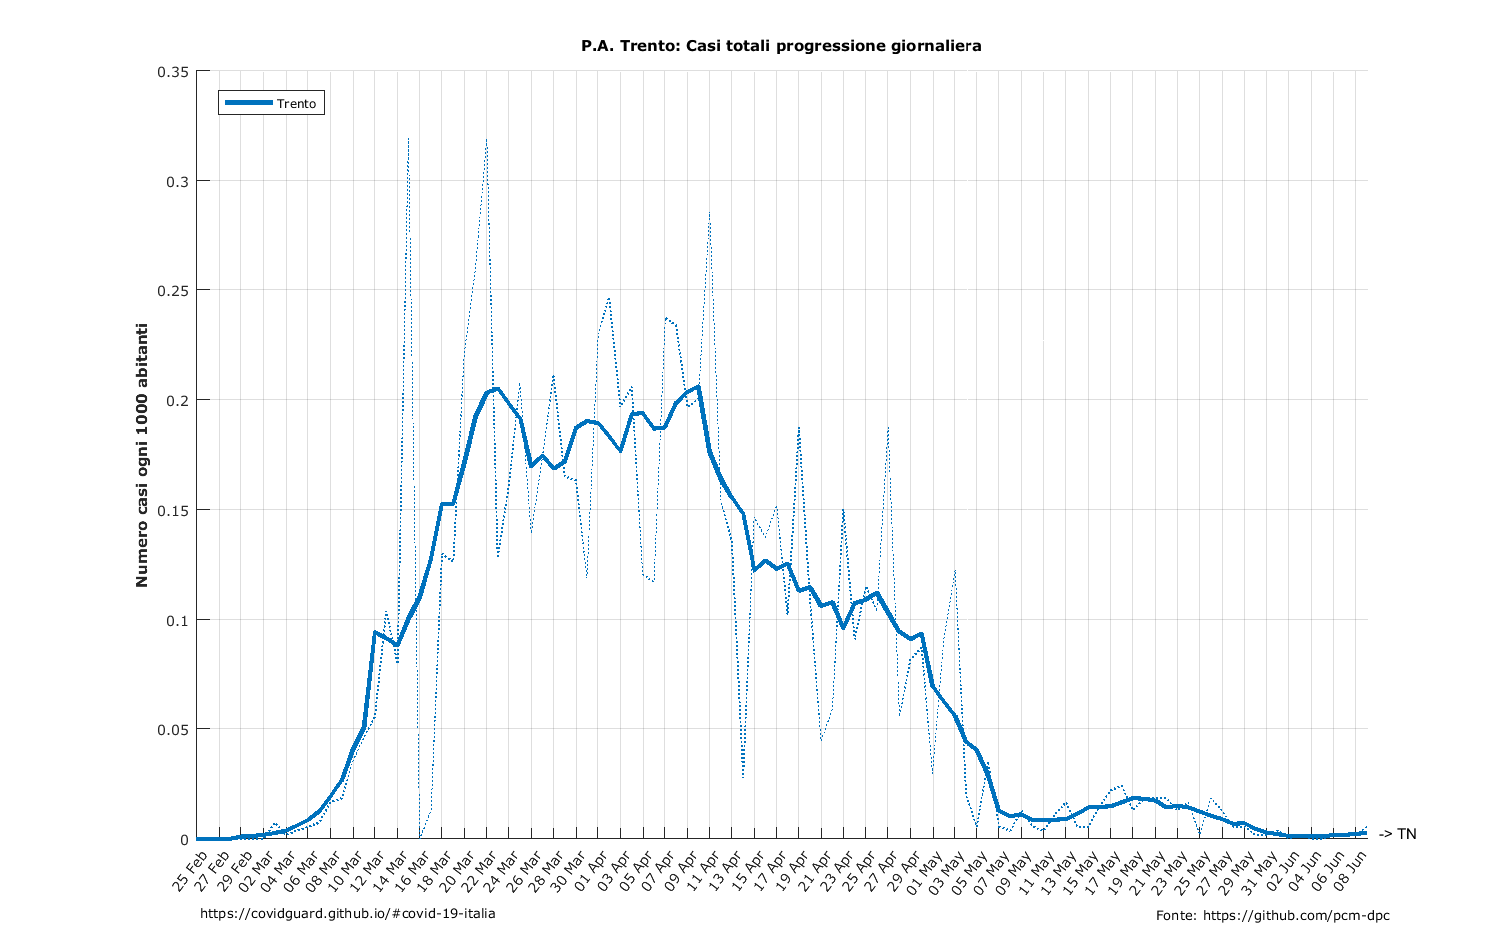 P.A. Trento: Casi totali progressione giornaliera
0.35
0.3
0.25
0.2
0.15
0.1
0.05
0
Numero casi ogni 1000 abitanti
Trento
-> TN
25 Feb
27 Feb
29 Feb
02 Mar
04 Mar
06 Mar
08 Mar
10 Mar
12 Mar
14 Mar
16 Mar
18 Mar
20 Mar
22 Mar
24 Mar
26 Mar
28 Mar
30 Mar
01 Apr
03 Apr
05 Apr
07 Apr
09 Apr
11 Apr
13 Apr
15 Apr
17 Apr
19 Apr
21 Apr
23 Apr
25 Apr
27 Apr
29 Apr
01 May
03 May
05 May
07 May
09 May
11 May
13 May
15 May
17 May
19 May
21 May
23 May
25 May
27 May
29 May
31 May
02 Jun
04 Jun
06 Jun
08 Jun
https://covidguard.github.io/#covid-19-italia
Fonte: https://github.com/pcm-dpc